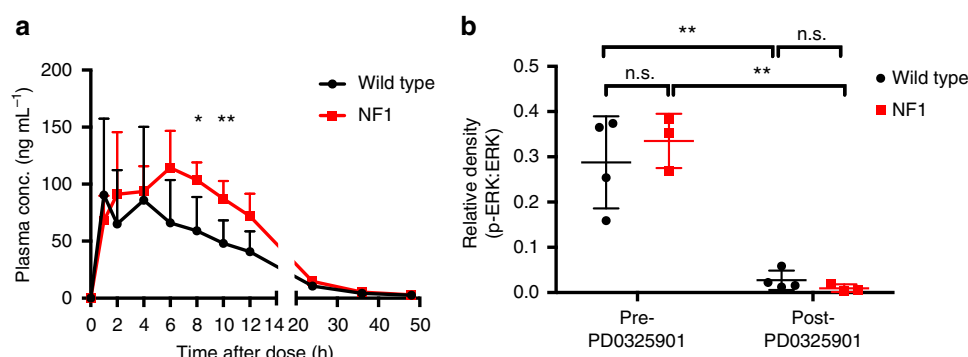 a
200
150
100
50
0
Plasma conc. (ng mL⁻¹)
Wild type
NF1
*
**
0 2 4 6 8 10 12 14 20 30 40 50
Time after dose (h)
b
**
n.s.
n.s.
**
0.5
0.4
0.3
0.2
0.1
0.0
Relative density
(p-ERK:ERK)
Wild type
NF1
Pre-
PD0325901
Post-
PD0325901